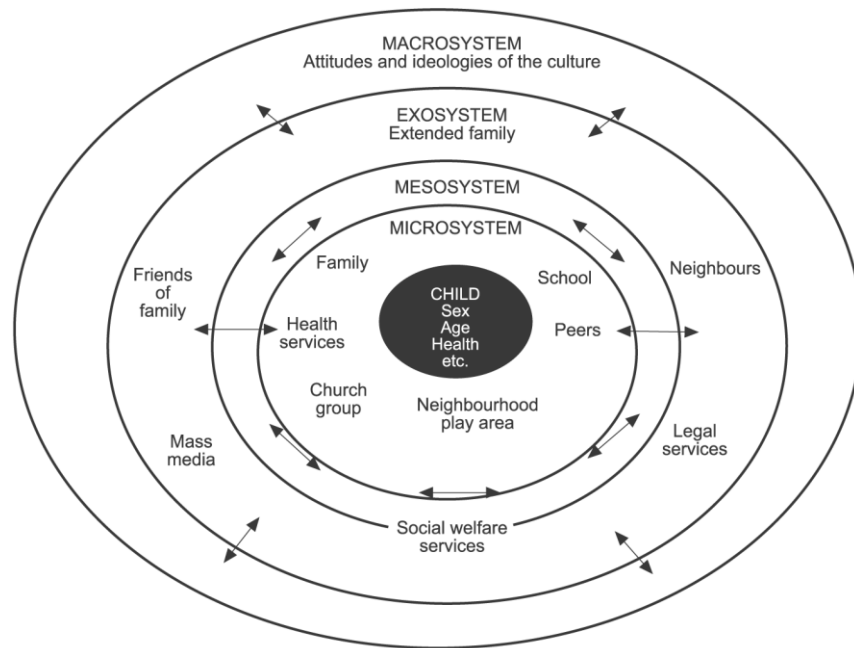 MACROSYSTEM
Attitudes and ideologies of the culture
EXOSYSTEM
Extended family
MESOSYSTEM
MICROSYSTEM
Family
School
Neighbours
Friends
of
family
CHILD
Sex
Age
Health
etc.
Health
services
Peers
Church
group
Neighbourhood
play area
Mass
media
Legal
services
Social welfare
services